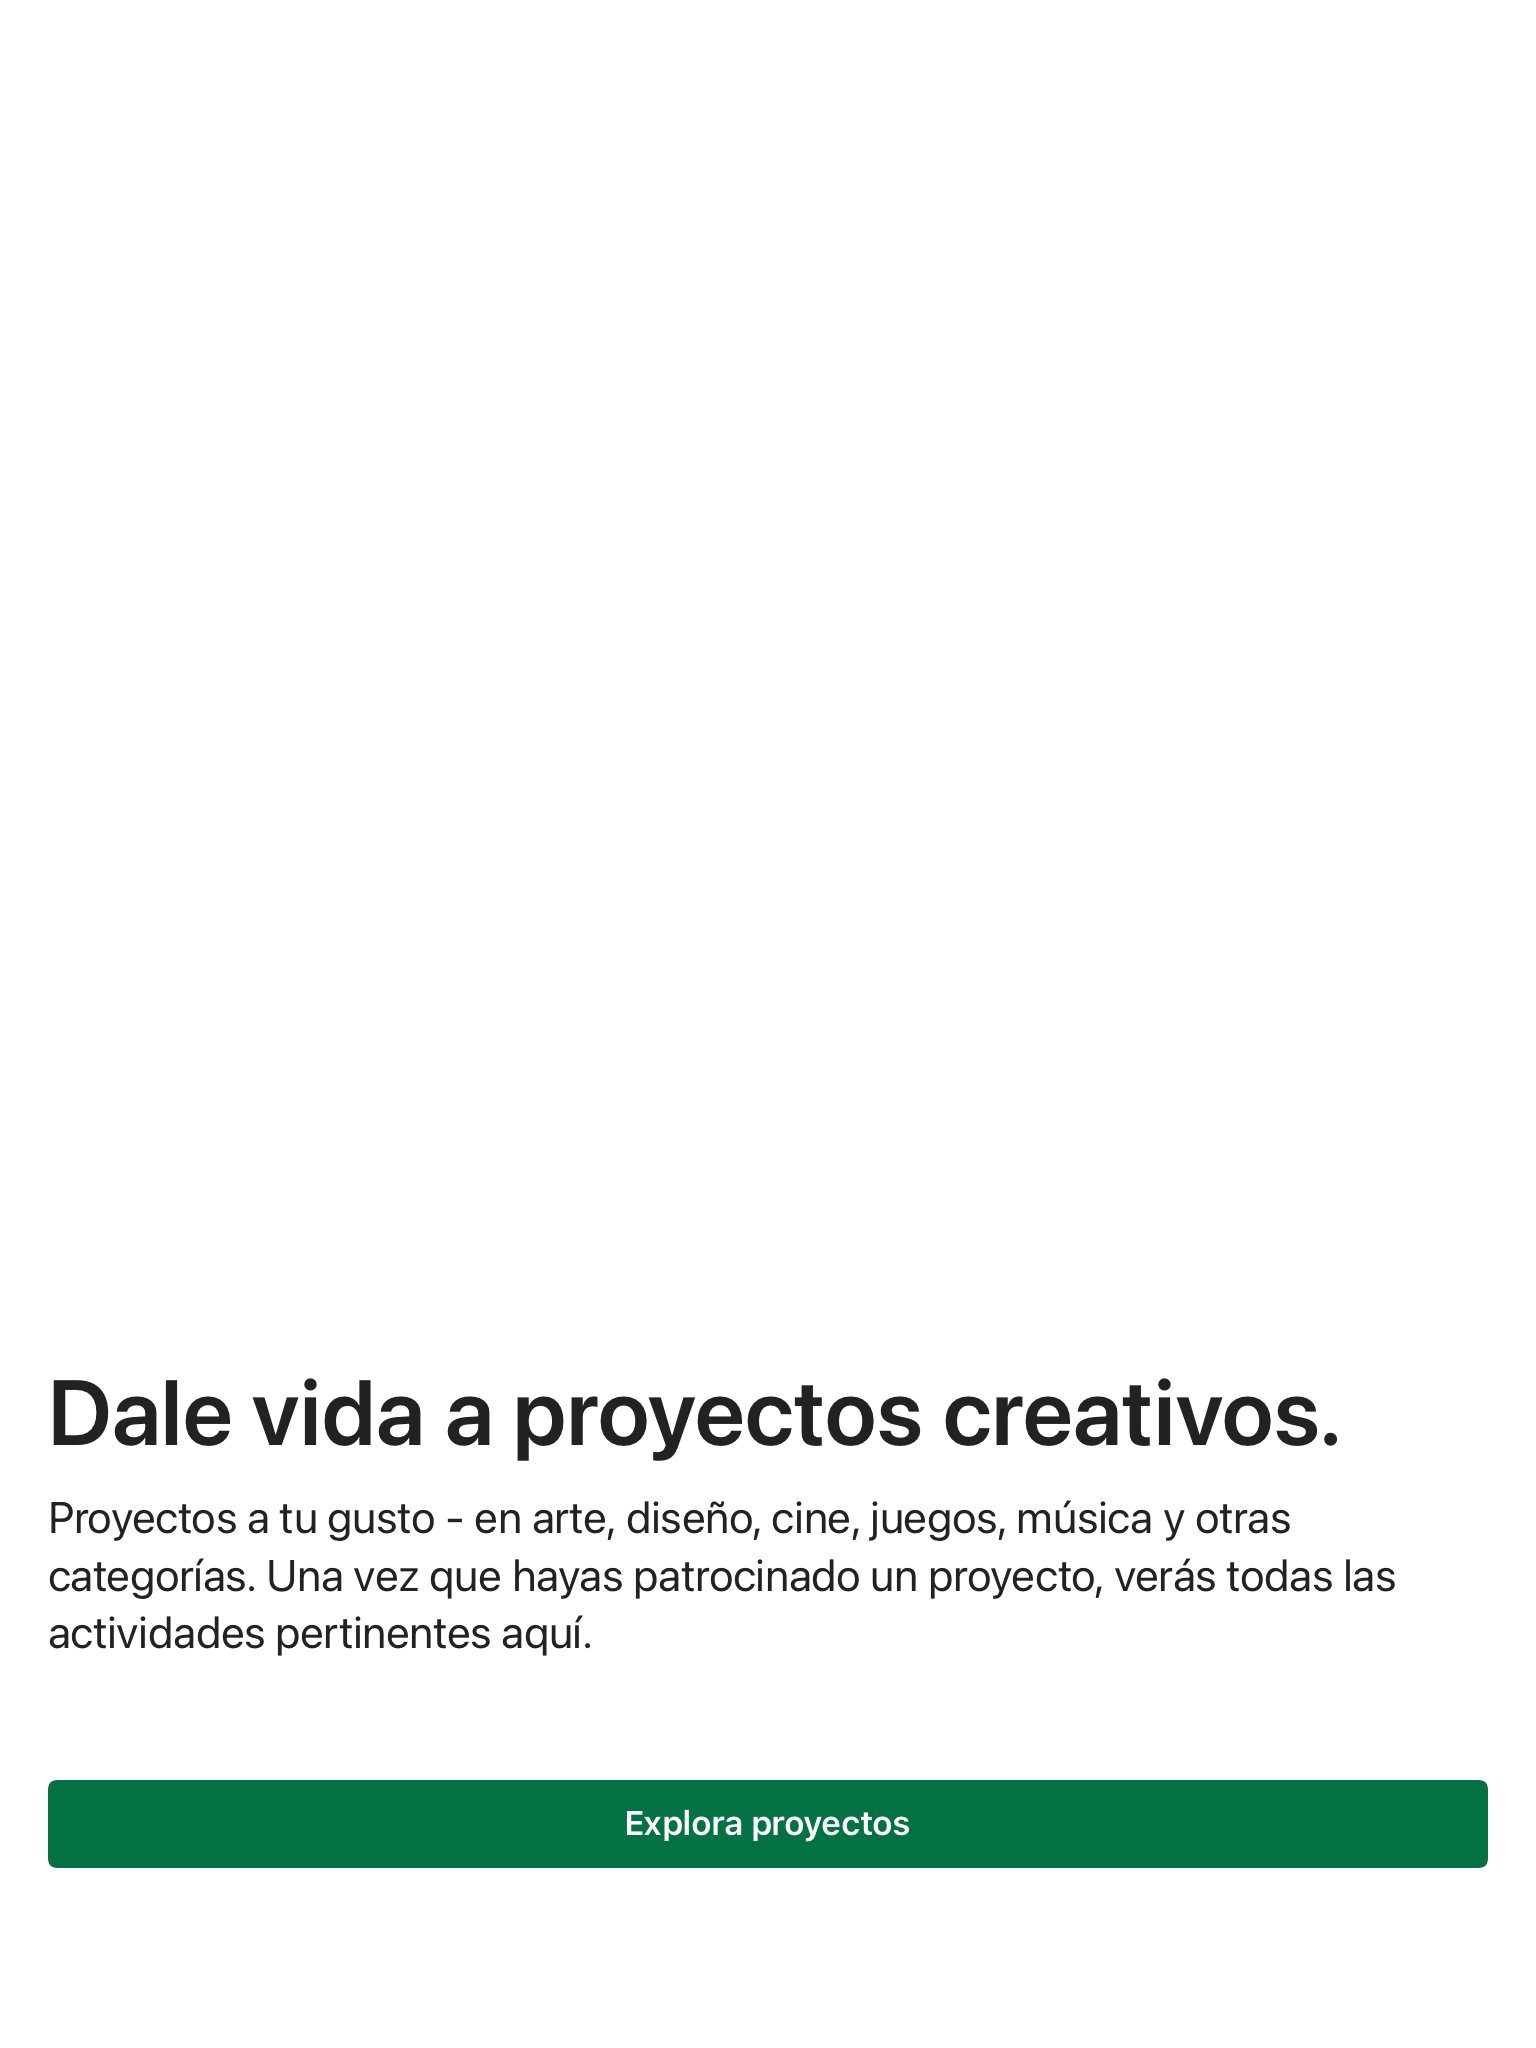 Dale vida a proyectos creativos.
Proyectos a tu gusto - en arte, diseño, cine, juegos, música y otras
categorías. Una vez que hayas patrocinado un proyecto, verás todas las
actividades pertinentes aquí.
Explora proyectos